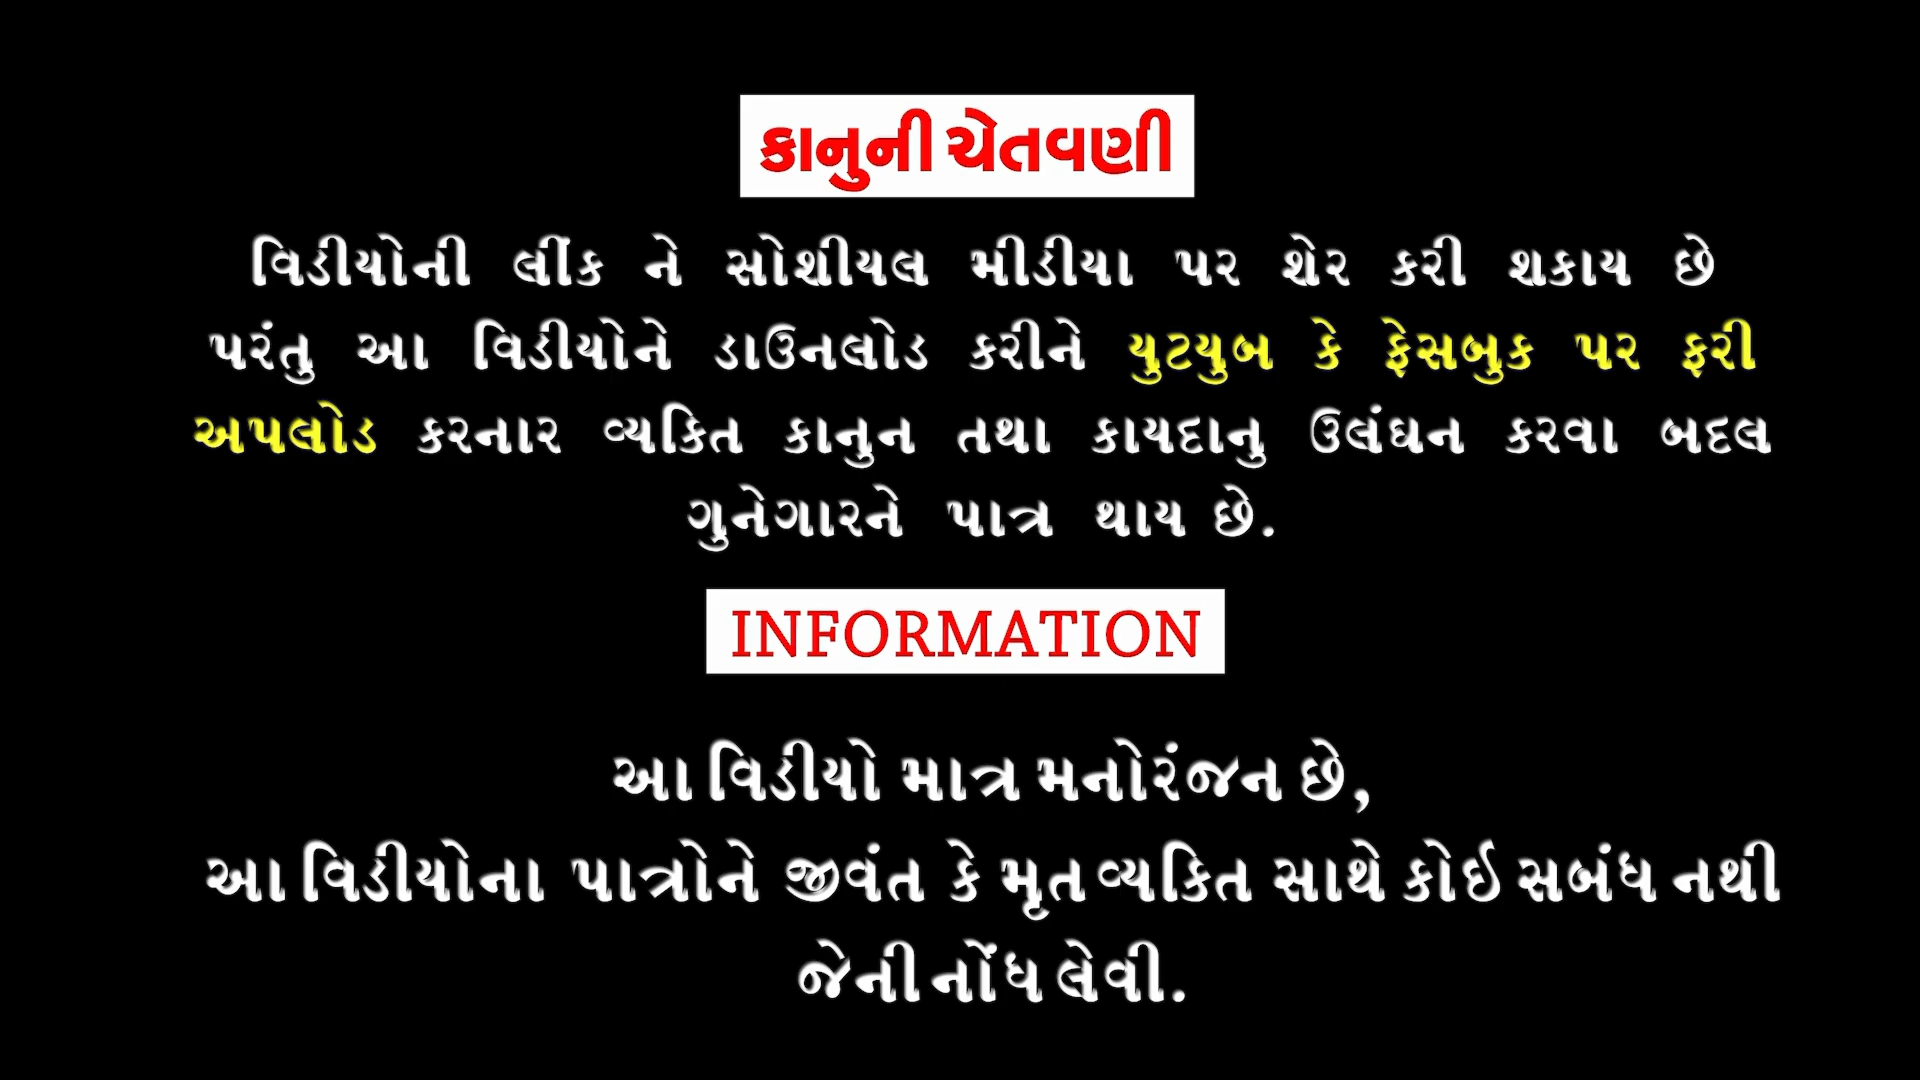 કાનુની ચેતવણી
વિડીયોની લીંક ને સોશીયલ મીડીયા પર શેર કરી શકાય છે
પરંતુ આ વિડીયોને ડાઉનલોડ કરીને યુટયુબ કે ફેસબુક પર ફરી
અપલોડ કરનાર વ્યકિત કાનુન તથા કાયદાનુ ઉલંઘન કરવા બદલ
ગુનેગારને પાત્ર થાય છે.
INFORMATION
આ વિડીયો માત્ર મનોરંજન છે,
આ વિડીયોના પાત્રોને જીવંત કે મૃત વ્યકિત સાથે કોઈ સબંધ નથી
જેની નોંધ લેવી.